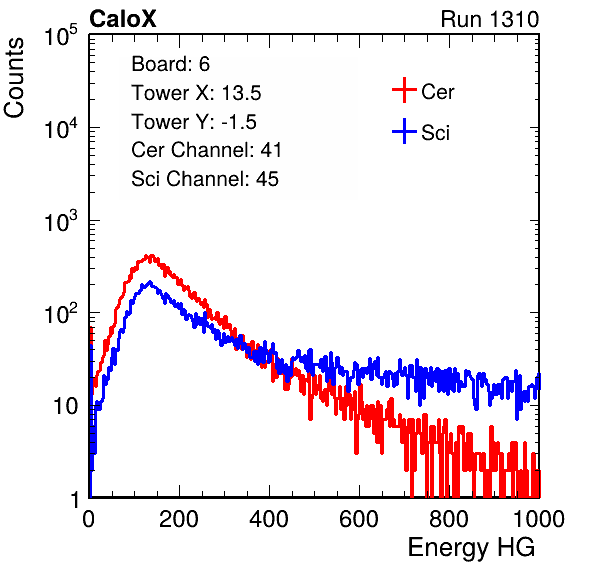 CaloX Run 1310
Counts
10^5
10^4
10^3
10^2
10
1
Board: 6
Tower X: 13.5
Tower Y: -1.5
Cer Channel: 41
Sci Channel: 45
Cer
Sci
0 200 400 600 800 1000
Energy HG